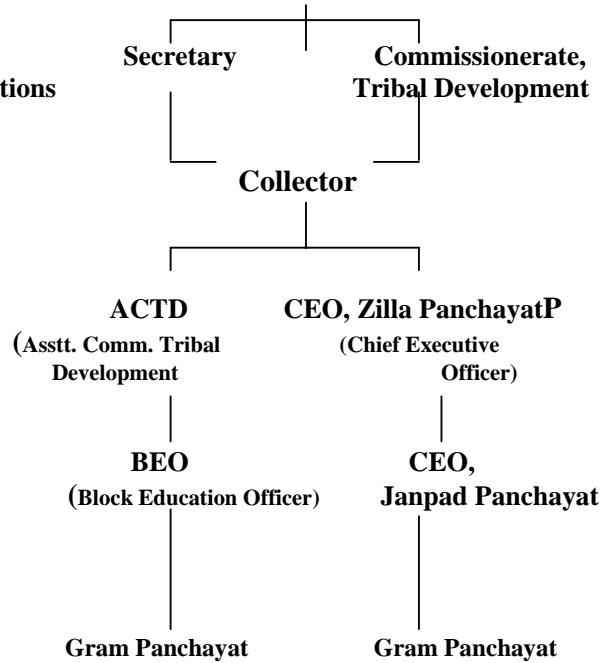 Secretary Commissionerate,
tions Tribal Development
Collector
ACTD CEO, Zilla PanchayatP
(Asstt. Comm. Tribal (Chief Executive
Development Officer)
BEO CEO,
(Block Education Officer) Janpad Panchayat
Gram Panchayat Gram Panchayat